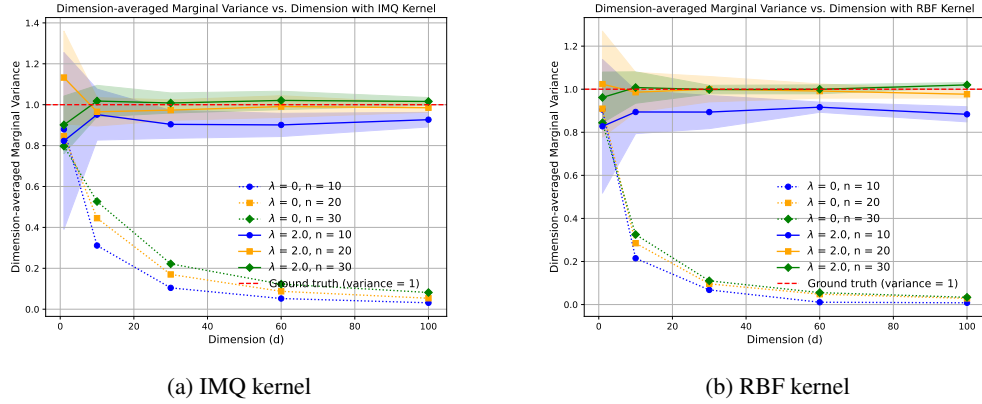 Dimension-averaged Marginal Variance vs. Dimension with IMQ Kernel
1.4
1.2
1.0
0.8
0.6
0.4
0.2
0.0
Dimension-averaged Marginal Variance
λ = 0, n = 10
λ = 0, n = 20
λ = 0, n = 30
λ = 2.0, n = 10
λ = 2.0, n = 20
λ = 2.0, n = 30
Ground truth (variance = 1)
0 20 40 60 80 100
Dimension (d)
(a) IMQ kernel
Dimension-averaged Marginal Variance vs. Dimension with RBF Kernel
1.2
1.0
0.8
0.6
0.4
0.2
0.0
Dimension-averaged Marginal Variance
λ = 0, n = 10
λ = 0, n = 20
λ = 0, n = 30
λ = 2.0, n = 10
λ = 2.0, n = 20
λ = 2.0, n = 30
Ground truth (variance = 1)
0 20 40 60 80 100
Dimension (d)
(b) RBF kernel